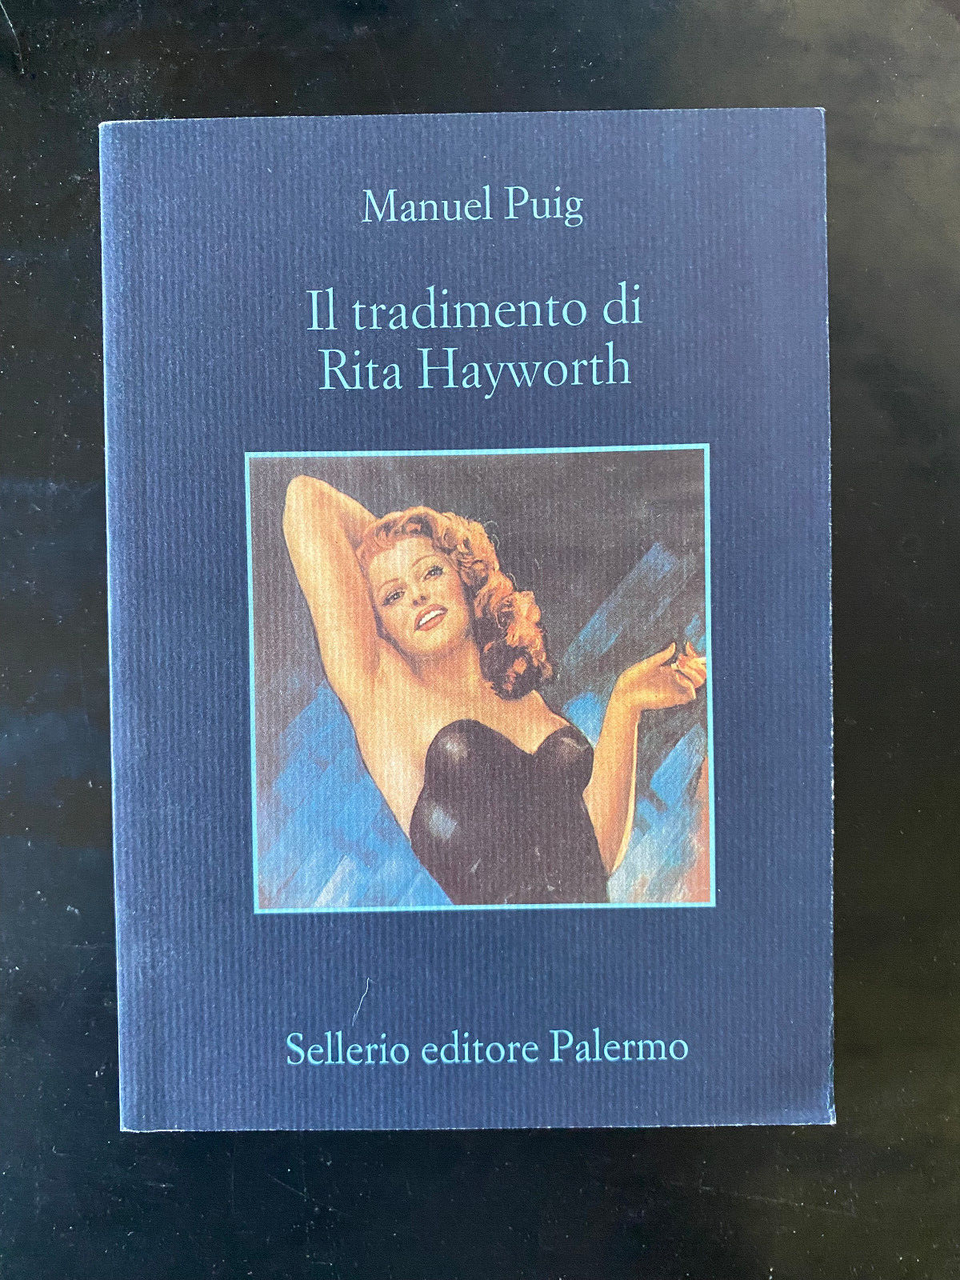 Manuel Puig
Il tradimento di
Rita Hayworth
Sellerio editore Palermo